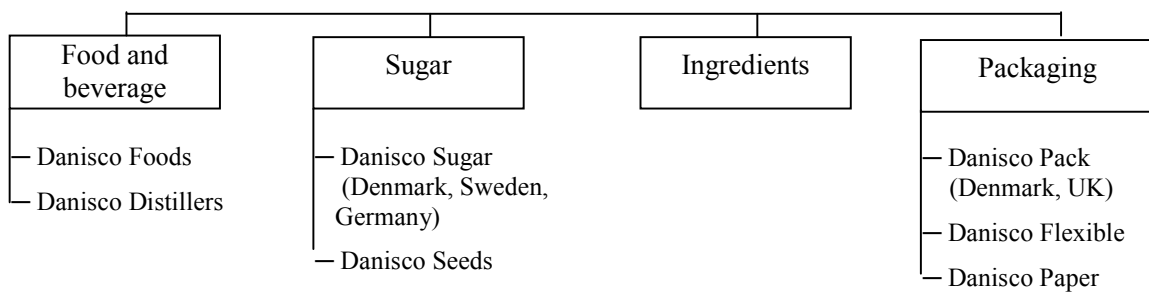 Food and
beverage
Sugar
Ingredients
Packaging
Danisco Foods
Danisco Distillers
Danisco Sugar
(Denmark, Sweden,
Germany)
Danisco Seeds
Danisco Pack
(Denmark, UK)
Danisco Flexible
Danisco Paper